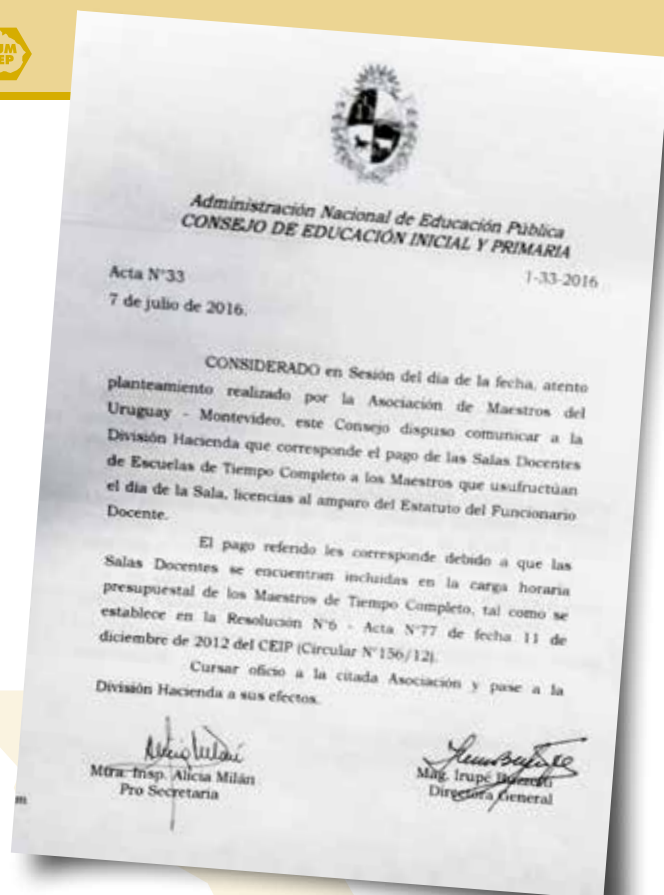 UM
EP
Administración Nacional de Educación Pública
CONSEJO DE EDUCACIÓN INICIAL Y PRIMARIA
Acta N°33
1-33-2016
7 de julio de 2016.
CONSIDERADO en Sesión del día de la fecha, atento
planteamiento realizado por la Asociación de Maestros del
Uruguay - Montevideo, este Consejo dispuso comunicar a la
División Hacienda que corresponde el pago de las Salas Docentes
de Escuelas de Tiempo Completo a los Maestros que usufructúan
el día de la Sala, licencias al amparo del Estatuto del Funcionario
Docente.
El pago referido les corresponde debido a que las
Salas Docentes se encuentran incluidas en la carga horaria
presupuestal de los Maestros de Tiempo Completo, tal como se
establece en la Resolución N°6 - Acta N°77 de fecha 11 de
diciembre de 2012 del CEIP (Circular N°156/12).
Cursar oficio a la citada Asociación y pase a la
División Hacienda a sus efectos.
Mtra. Insp. Alicia Milán
Pro Secretaria
Mag. Irupé
Directora General
m